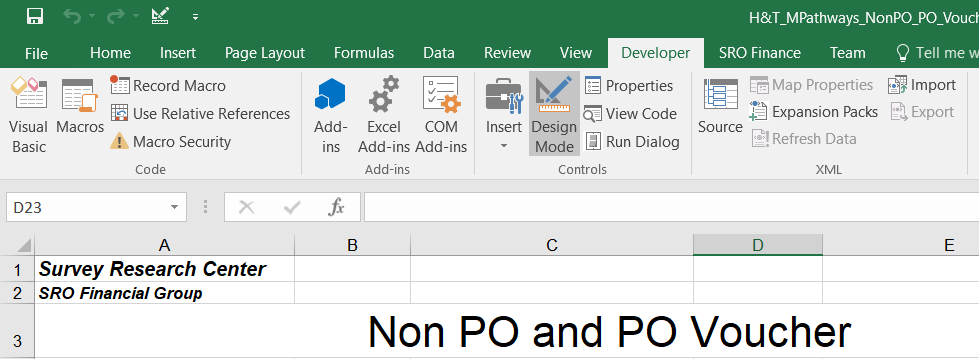 H&T_MPathways_NonPO_PO_Vouch
File Home Insert Page Layout Formulas Data Review View Developer SRO Finance Team Tell me w
Visual Basic
Macros
Record Macro
Use Relative References
Macro Security
Code
Add-ins
Excel Add-ins
COM Add-ins
Add-ins
Insert
Design Mode
Properties
View Code
Run Dialog
Controls
Source
Map Properties
Expansion Packs
Refresh Data
Import
Export
XML
D23 fx
A B C D E
1 Survey Research Center
2 SRO Financial Group
3 Non PO and PO Voucher